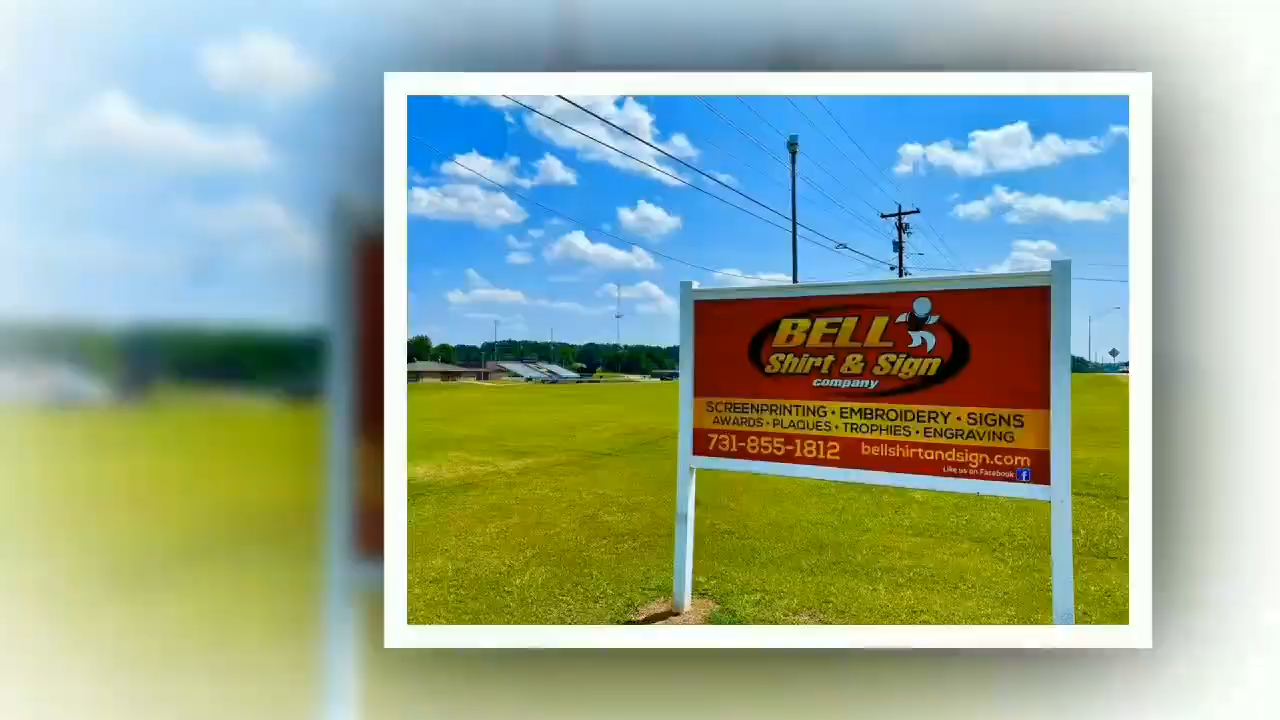 BELL
Shirt & Sign
company
SCREENPRINTING • EMBROIDERY • SIGNS
AWARDS • PLAQUES • TROPHIES • ENGRAVING
731-855-1812 bellshirtandsign.com
Like us on Facebook f